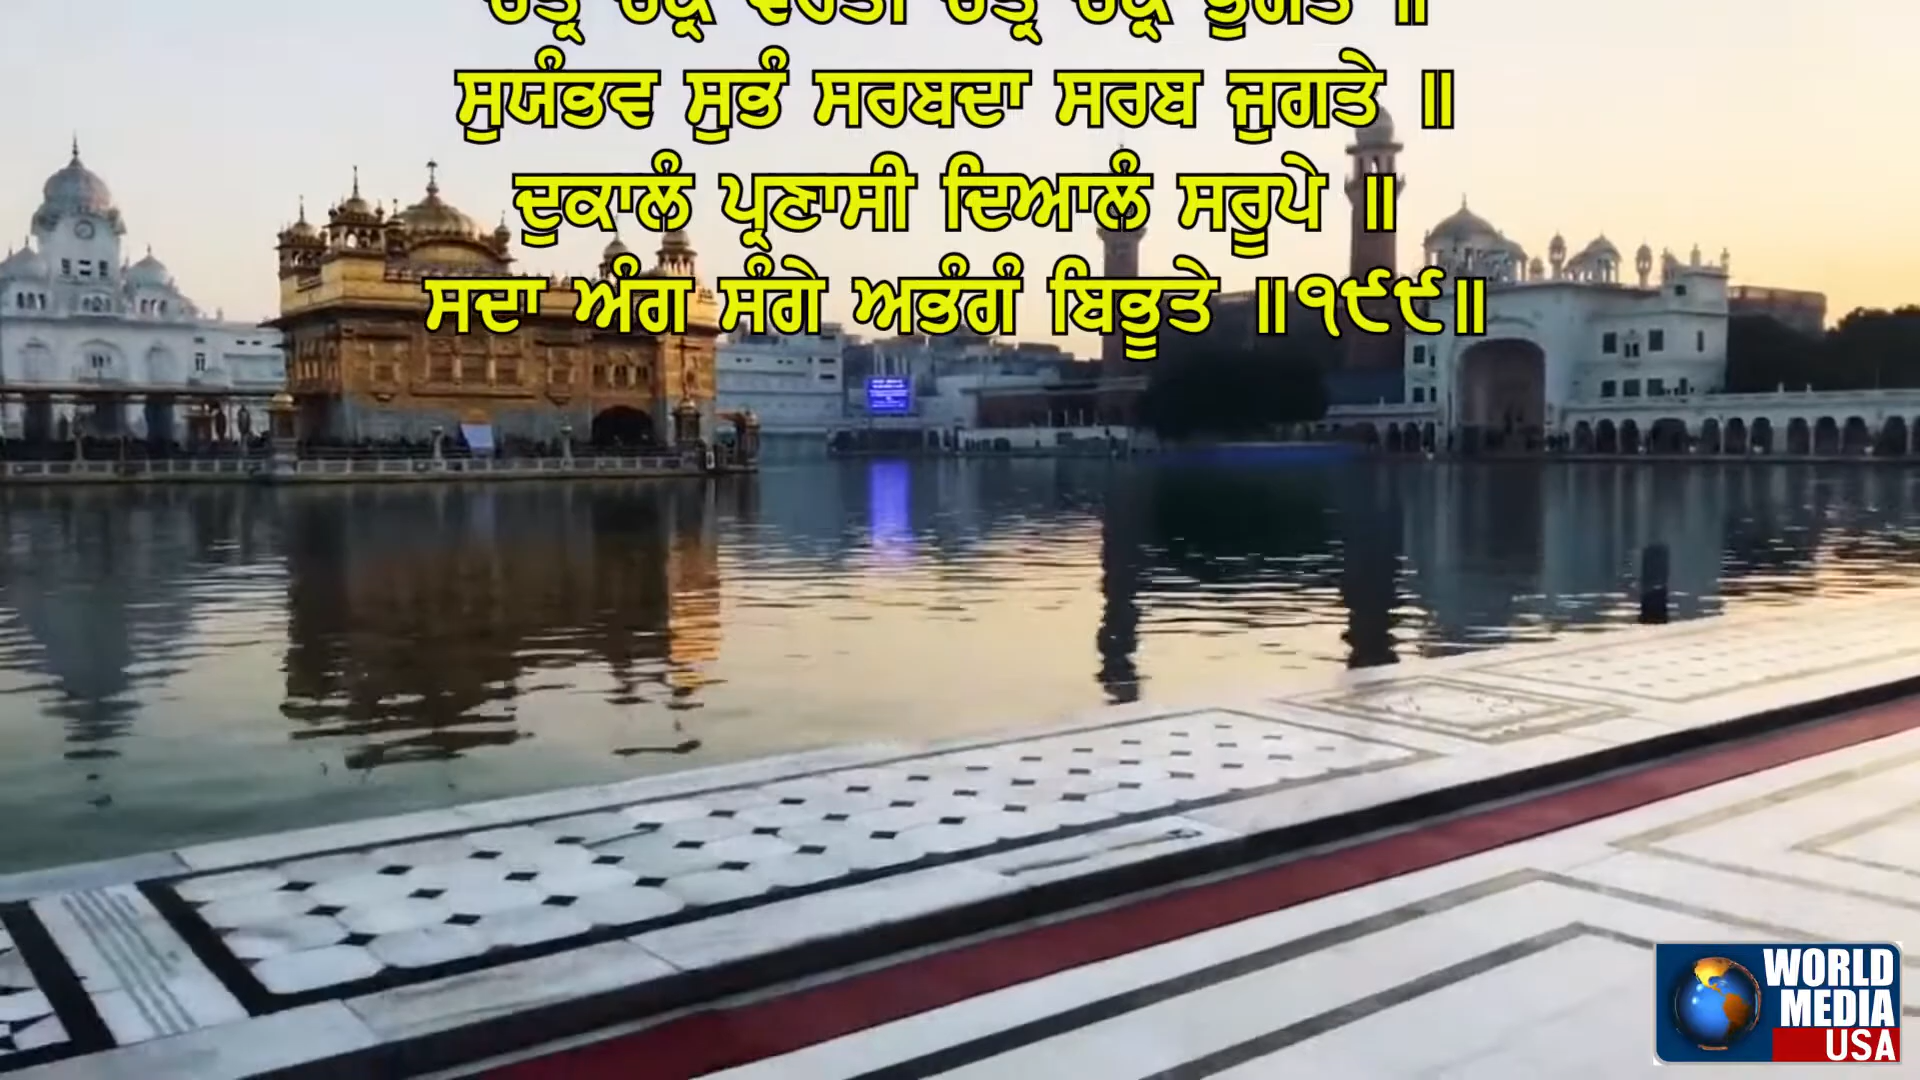 ਸੁਯੰਭਵ ਸੁਭੰ ਸਰਬਦਾ ਸਰਬ ਜੁਗਤੇ ॥
ਦੁਕਾਲੰ ਪ੍ਰਣਾਸੀ ਦਿਆਲੰ ਸਰੂਪੇ ॥
ਸਦਾ ਅੰਗ ਸੰਗੇ ਅਭੰਗੰ ਬਿਭੂਤੇ ॥੧੯੯॥
WORLD
MEDIA
USA